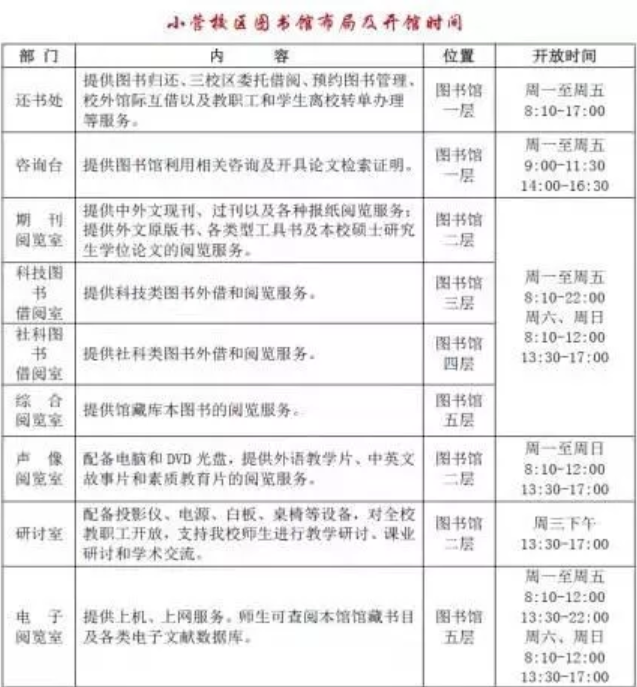 小营校区图书馆布局及开馆时间
部 门 内 容 位置 开放时间
还书处
提供图书归还、三校区委托借阅、预约图书管理、
校外馆际互借以及教职工和学生离校转单办理
等服务。
图书馆
一层
周一至周五
8:10-17:00
咨询台
提供图书馆利用相关咨询及开具论文检索证明。
图书馆
一层
周一至周五
9:00-11:30
14:00-16:30
期 刊
阅览室
提供中外文现刊、过刊以及各种报纸阅览服务；
提供外文原版书、各类型工具书及本校硕士研究
生学位论文的阅览服务。
图书馆
二层
周一至周五
8:10-22:00
周六、周日
8:10-12:00
13:30-17:00
科技图
书
借阅室
提供科技类图书外借和阅览服务。
图书馆
三层
社科图
书
借阅室
提供社科类图书外借和阅览服务。
图书馆
四层
综 合
阅览室
提供馆藏库本图书的阅览服务。
图书馆
五层
声 像
阅览室
配备电脑和 DVD 光盘，提供外语教学片、中英文
故事片和素质教育片的阅览服务。
图书馆
二层
周一至周日
8:10-12:00
13:30-17:00
研讨室
配备投影仪、电源、白板、桌椅等设备，对全校
教职工开放，支持我校师生进行教学研讨、课业
研讨和学术交流。
图书馆
二层
周三下午
13:30-17:00
电 子
阅览室
提供上机、上网服务。师生可查阅本馆馆藏书目
及各类电子文献数据库。
图书馆
五层
周一至周五
8:10-12:00
13:30-22:00
周六、周日
8:10-12:00
13:30-17:00